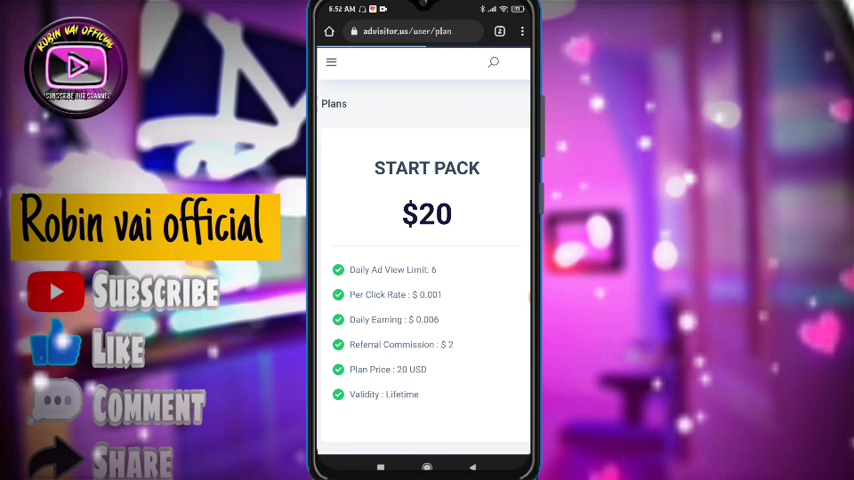 ROBIN VAI OFFICIAL
SUBSCRIBE OUR CHANNEL
Robin vai official
SUBSCRIBE
LIKE
COMMENT
SHARE
6:52 AM
advisitor.us/user/plan
2
Plans
START PACK
$20
Daily Ad View Limit: 6
Per Click Rate : $ 0.001
Daily Earning : $ 0.006
Referral Commission : $ 2
Plan Price : 20 USD
Validity : Lifetime